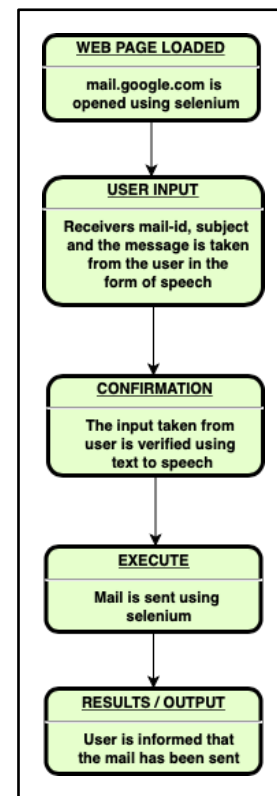 WEB PAGE LOADED
mail.google.com is
opened using selenium
USER INPUT
Receivers mail-id, subject
and the message is taken
from the user in the
form of speech
CONFIRMATION
The input taken from
user is verified using
text to speech
EXECUTE
Mail is sent using
selenium
RESULTS / OUTPUT
User is informed that
the mail has been sent